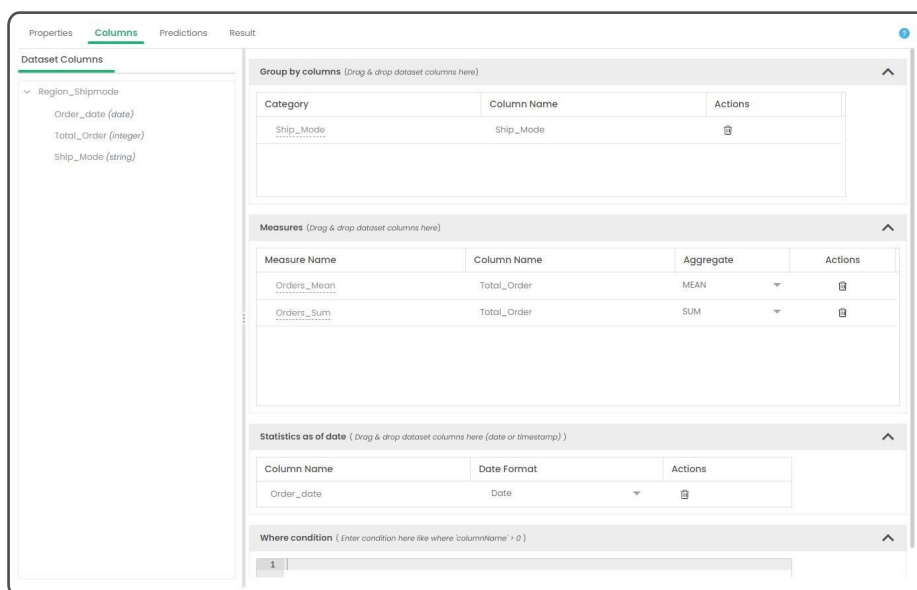 Properties Columns Predictions Result ?
Dataset Columns
Region_Shipmode
Order_date (date)
Total_Order (integer)
Ship_Mode (string)
Group by columns (Drag & drop dataset columns here)
Category Column Name Actions
Ship_Mode Ship_Mode
Measures (Drag & drop dataset columns here)
Measure Name Column Name Aggregate Actions
Orders_Mean Total_Order MEAN
Orders_Sum Total_Order SUM
Statistics as of date ( Drag & drop dataset columns here (date or timestamp) )
Column Name Date Format Actions
Order_date Date
Where condition ( Enter condition here like where 'columnName' > 0 )
1